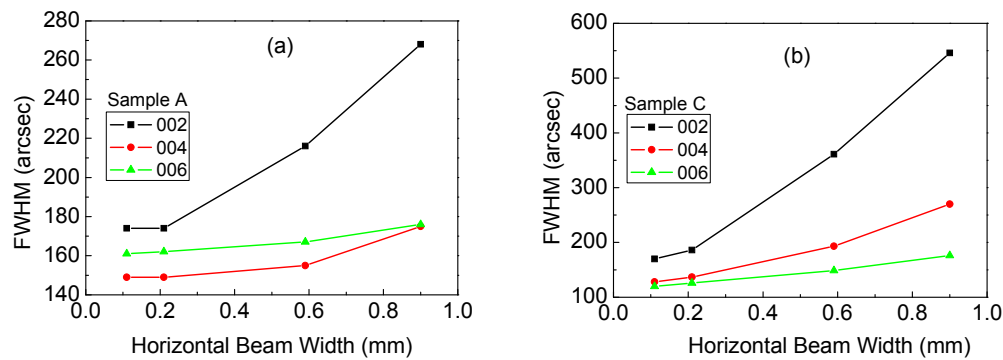 (a)
280
260
240
220
200
180
160
140
FWHM (arcsec)
Sample A
002
004
006
0.0 0.2 0.4 0.6 0.8 1.0
Horizontal Beam Width (mm)
(b)
600
500
400
300
200
100
FWHM (arcsec)
Sample C
002
004
006
0.0 0.2 0.4 0.6 0.8 1.0
Horizontal Beam Width (mm)